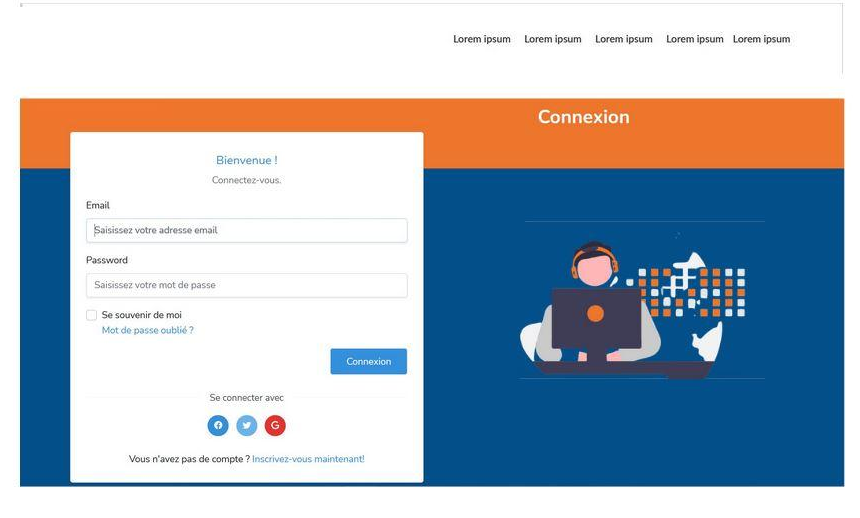 Lorem ipsum Lorem ipsum Lorem ipsum Lorem ipsum Lorem ipsum
Connexion
Bienvenue !
Connectez-vous.
Email
Saisissez votre adresse email
Password
Saisissez votre mot de passe
Se souvenir de moi
Mot de passe oublié ?
Connexion
Se connecter avec
Vous n'avez pas de compte ? Inscrivez-vous maintenant!